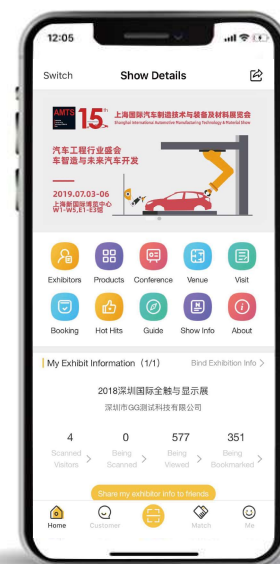 12:05
Switch
Show Details
AMTS 15th 上海国际汽车制造技术与装备及材料展览会
Shanghai International Automotive Manufacturing Technology & Material Show
汽车工程行业盛会
车智造与未来汽车开发
2019.07.03-06
上海新国际博览中心
W1-W5,E1-E3馆
Exhibitors
Products
Conference
Venue
Visit
Booking
Hot Hits
Guide
Show Info
About
My Exhibit Information (1/1)
Bind Exhibition Info >
2018深圳国际全触与显示展
深圳市GG测试科技有限公司
4
0
577
351
Scanned Visitors >
Being Scanned >
Being Viewed >
Being Bookmarked >
Share my exhibitor info to friends
Home
Customer
Match
Me